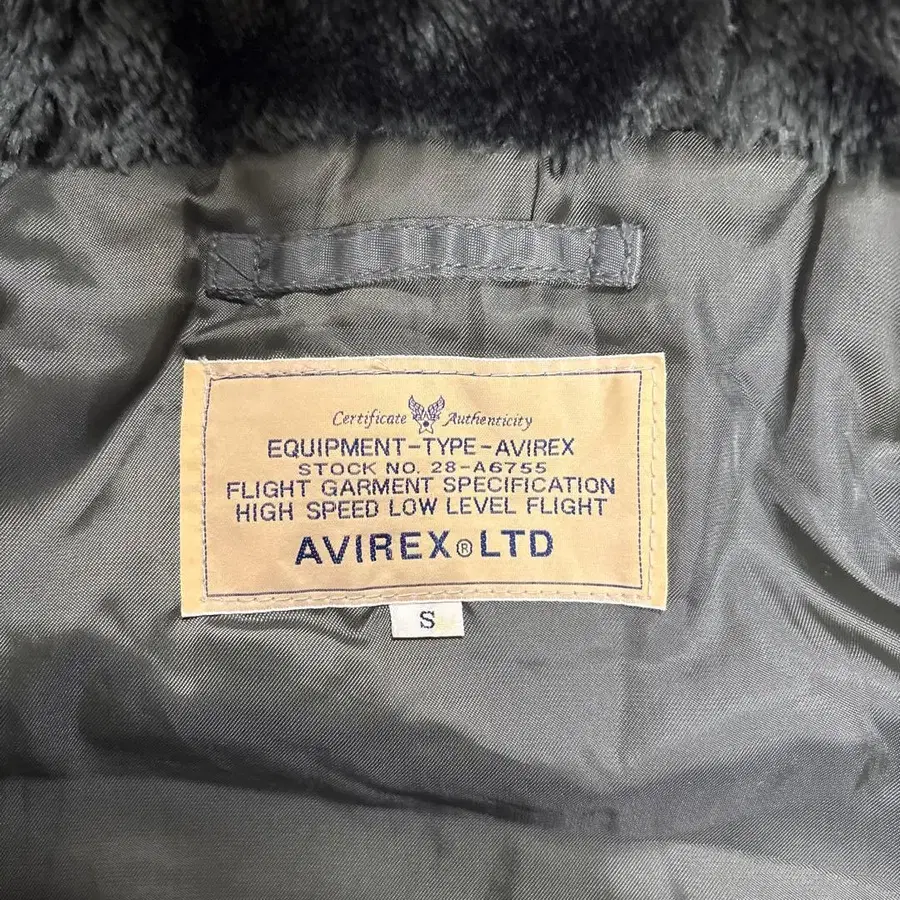 Certificate Authenticity
EQUIPMENT-TYPE-AVIREX
STOCK NO. 28-A6755
FLIGHT GARMENT SPECIFICATION
HIGH SPEED LOW LEVEL FLIGHT
AVIREX® LTD
S